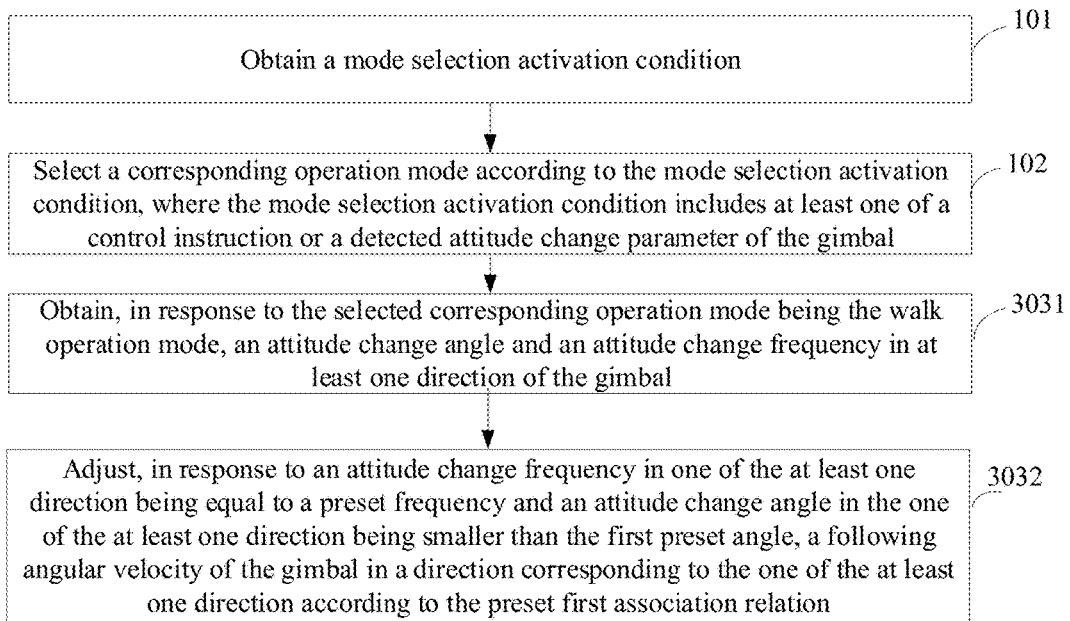 Obtain a mode selection activation condition
101
Select a corresponding operation mode according to the mode selection activation
condition, where the mode selection activation condition includes at least one of a
control instruction or a detected attitude change parameter of the gimbal
102
Obtain, in response to the selected corresponding operation mode being the walk
operation mode, an attitude change angle and an attitude change frequency in at
least one direction of the gimbal
3031
Adjust, in response to an attitude change frequency in one of the at least one
direction being equal to a preset frequency and an attitude change angle in the one
of the at least one direction being smaller than the first preset angle, a following
angular velocity of the gimbal in a direction corresponding to the one of the at least
one direction according to the preset first association relation
3032